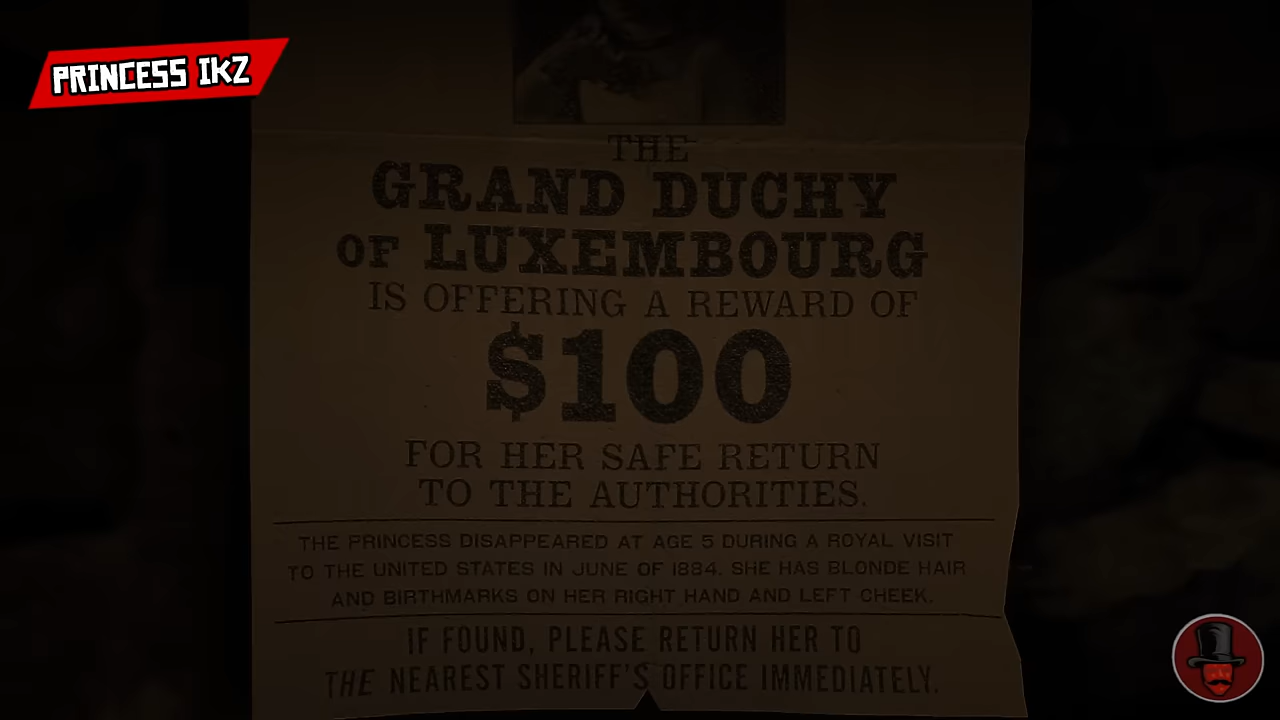 PRINCESS IKZ
THE
GRAND DUCHY
OF LUXEMBOURG
IS OFFERING A REWARD OF
$100
FOR HER SAFE RETURN
TO THE AUTHORITIES.
THE PRINCESS DISAPPEARED AT AGE 5 DURING A ROYAL VISIT
TO THE UNITED STATES IN JUNE OF 1884. SHE HAS BLONDE HAIR
AND BIRTHMARKS ON HER RIGHT HAND AND LEFT CHEEK.
IF FOUND, PLEASE RETURN HER TO
THE NEAREST SHERIFF'S OFFICE IMMEDIATELY.